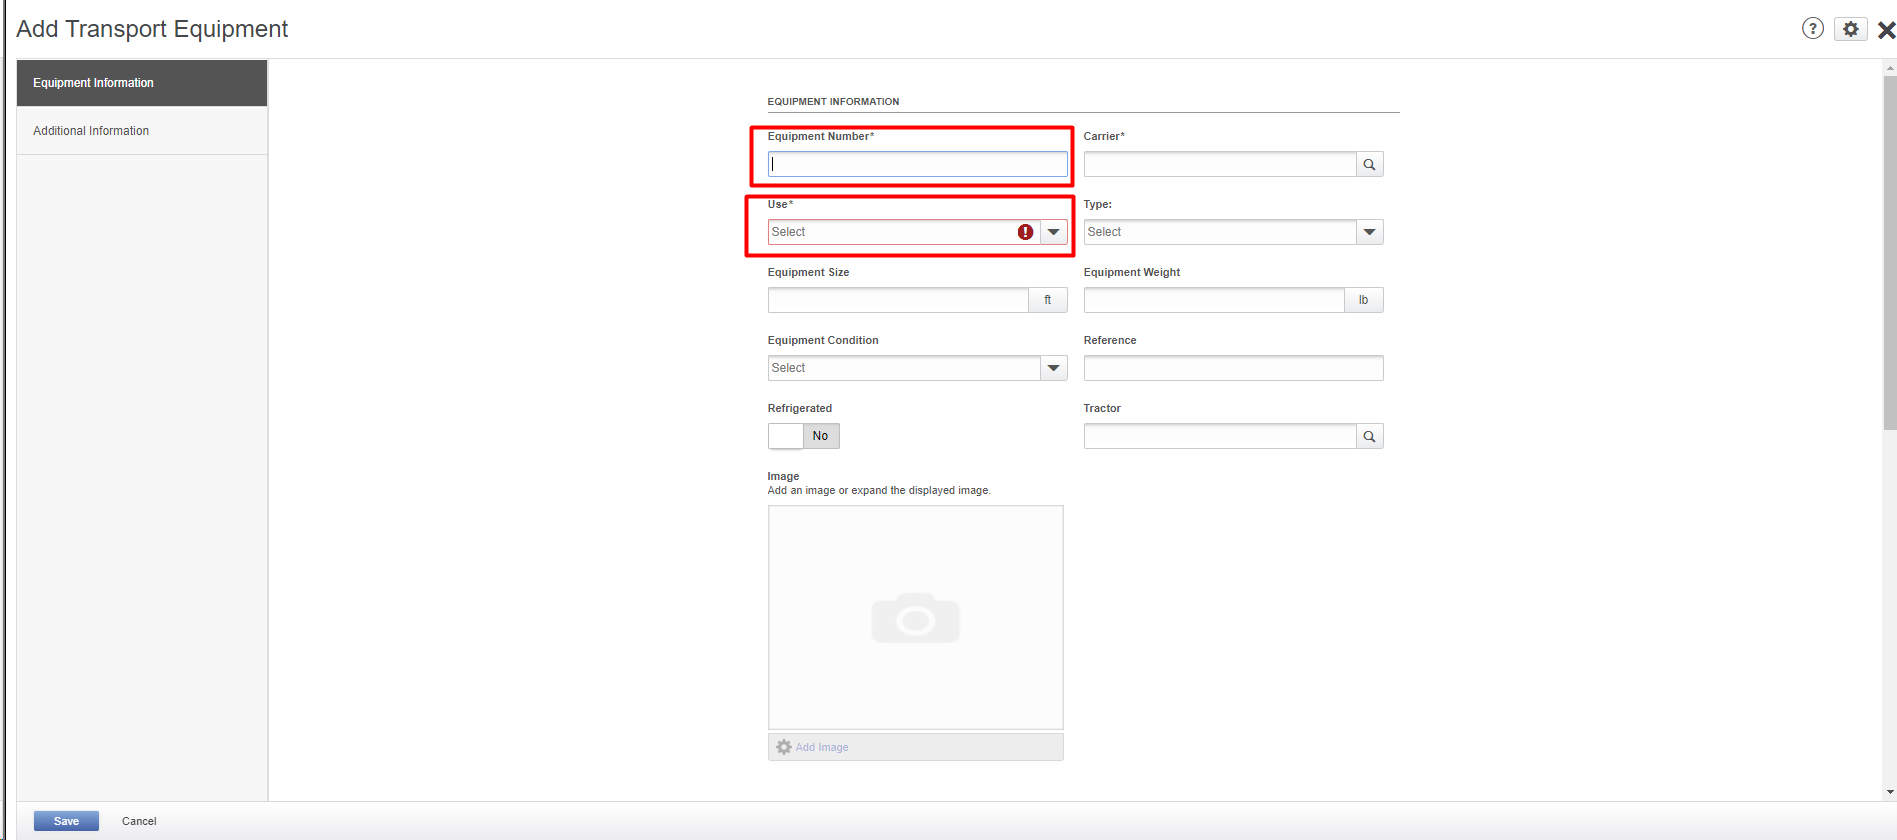 Add Transport Equipment
?
Equipment Information
Additional Information
EQUIPMENT INFORMATION
Equipment Number* Carrier*
Use* Type:
Select ! Select
Equipment Size Equipment Weight
ft lb
Equipment Condition Reference
Select
Refrigerated Tractor
No
Image
Add an image or expand the displayed image.
Add Image
Save Cancel